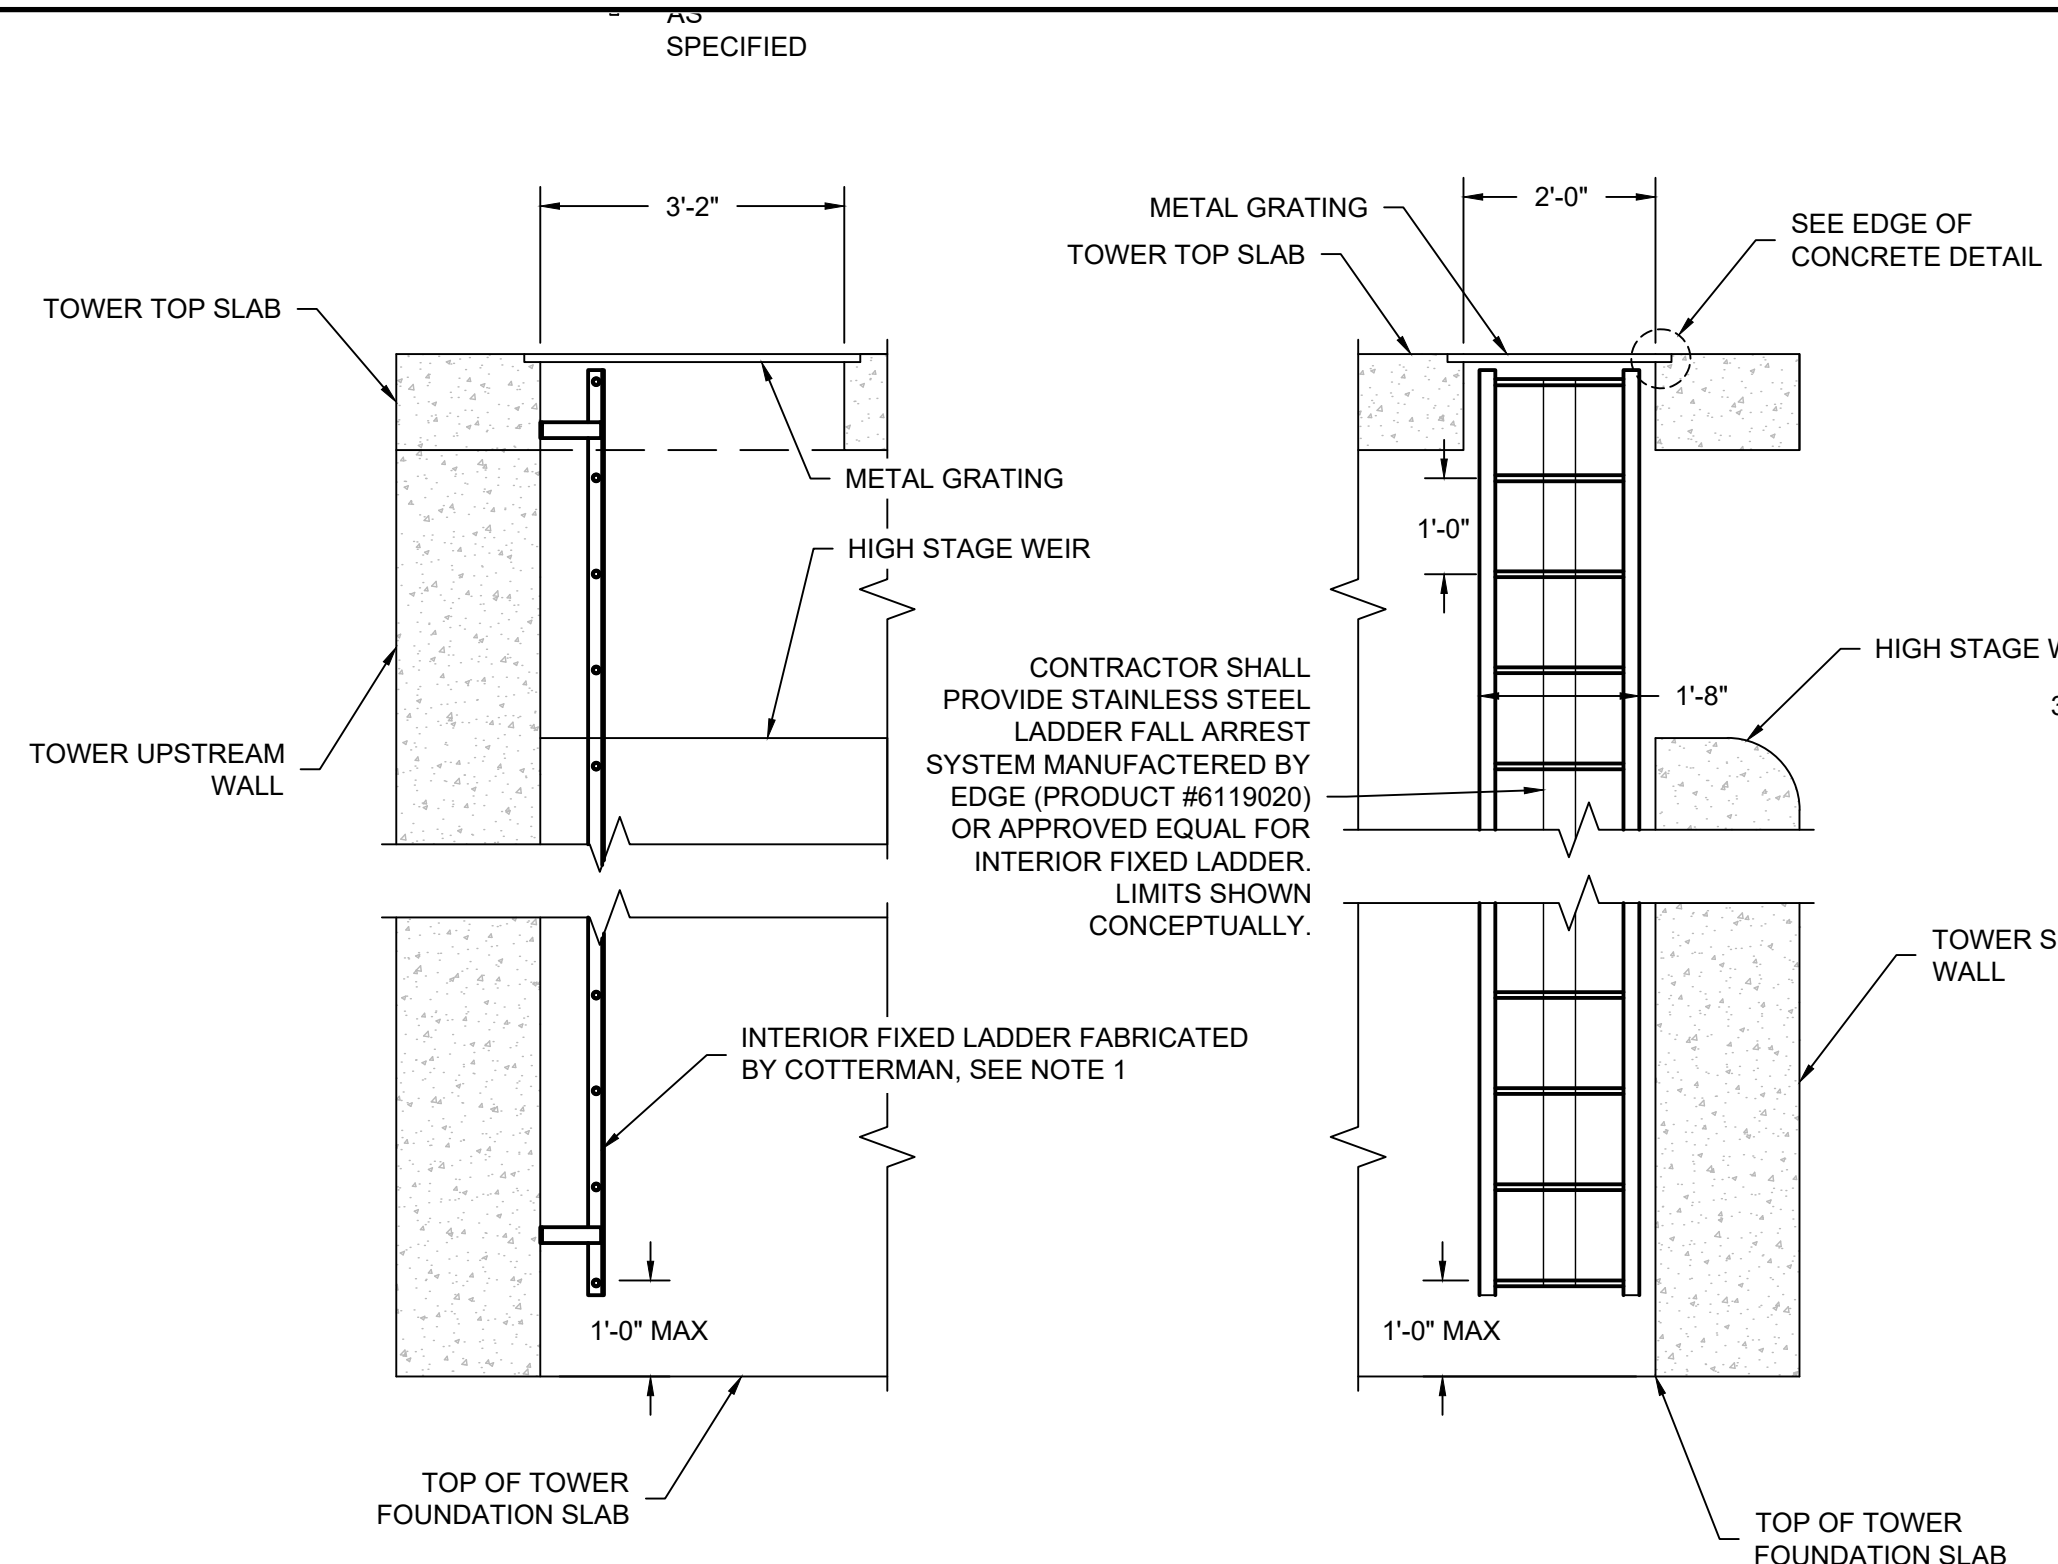 AS
SPECIFIED
3'-2"
TOWER TOP SLAB
METAL GRATING
HIGH STAGE WEIR
TOWER UPSTREAM
WALL
INTERIOR FIXED LADDER FABRICATED
BY COTTERMAN, SEE NOTE 1
1'-0" MAX
TOP OF TOWER
FOUNDATION SLAB
METAL GRATING
TOWER TOP SLAB
2'-0"
SEE EDGE OF
CONCRETE DETAIL
1'-0"
HIGH STAGE
1'-8"
CONTRACTOR SHALL
PROVIDE STAINLESS STEEL
LADDER FALL ARREST
SYSTEM MANUFACTERED BY
EDGE (PRODUCT #6119020)
OR APPROVED EQUAL FOR
INTERIOR FIXED LADDER.
LIMITS SHOWN
CONCEPTUALLY.
TOWER
WALL
1'-0" MAX
TOP OF TOWER
FOUNDATION SLAB